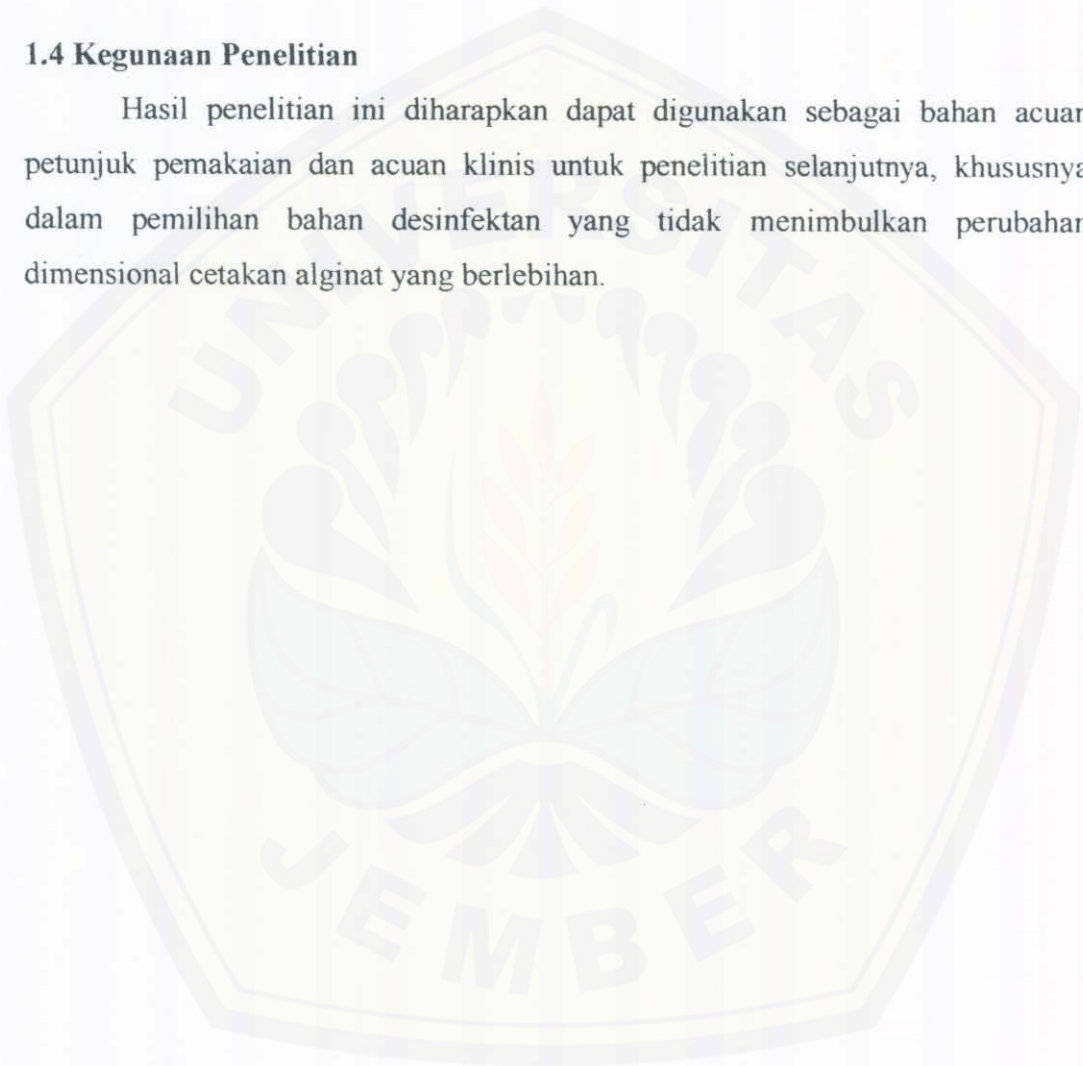 1.4 Kegunaan Penelitian
Hasil penelitian ini diharapkan dapat digunakan sebagai bahan acuan
petunjuk pemakaian dan acuan klinis untuk penelitian selanjutnya, khususnya
dalam pemilihan bahan desinfektan yang tidak menimbulkan perubahan
dimensional cetakan alginat yang berlebihan.
UNIVERSITAS
JEMBER